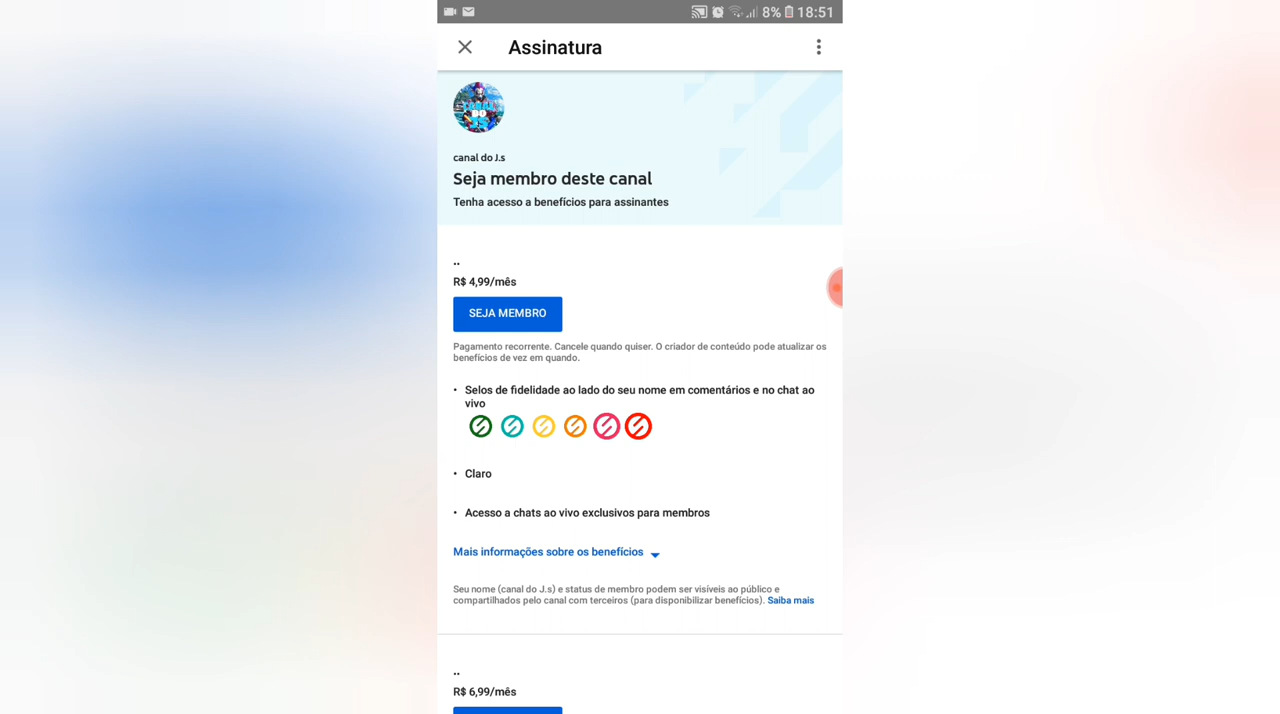 8% 18:51
Assinatura
CANAL
DO
JS
canal do J.s
Seja membro deste canal
Tenha acesso a benefícios para assinantes
..
R$ 4,99/mês
SEJA MEMBRO
Pagamento recorrente. Cancele quando quiser. O criador de conteúdo pode atualizar os
benefícios de vez em quando.
• Selos de fidelidade ao lado do seu nome em comentários e no chat ao
vivo
• Claro
• Acesso a chats ao vivo exclusivos para membros
Mais informações sobre os benefícios
Seu nome (canal do J.s) e status de membro podem ser visíveis ao público e
compartilhados pelo canal com terceiros (para disponibilizar benefícios). Saiba mais
..
R$ 6,99/mês